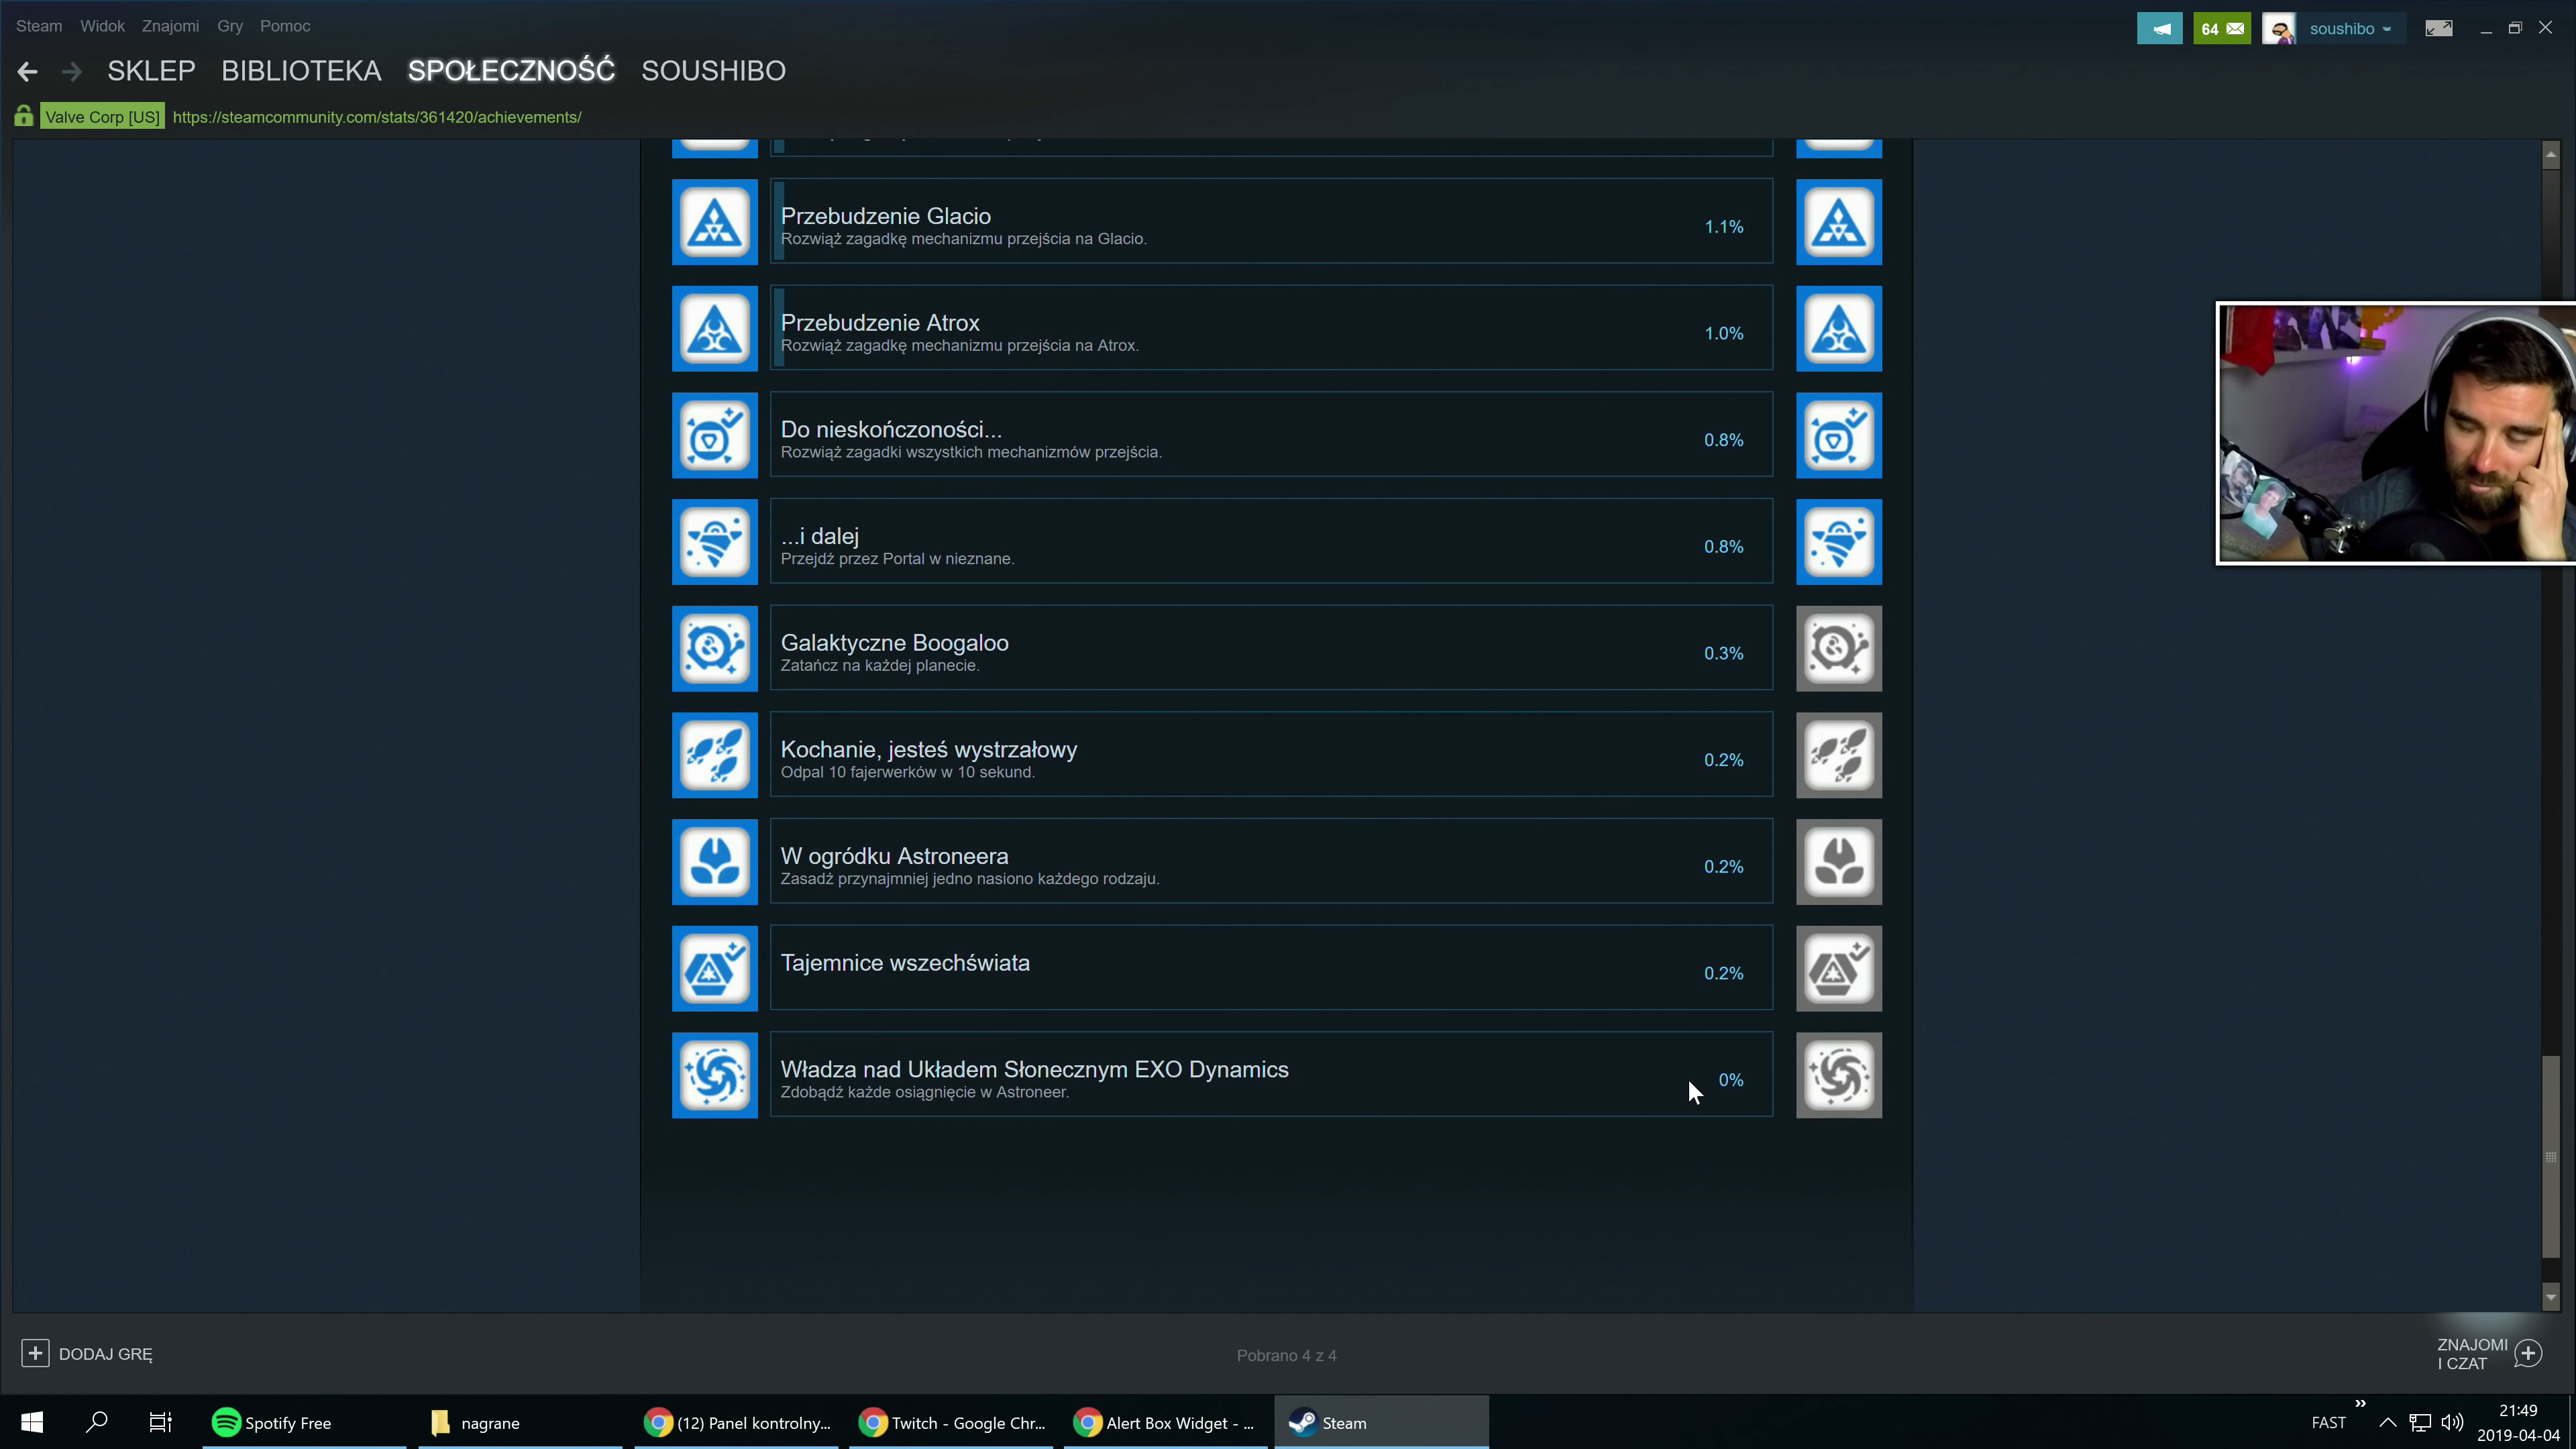 Steam Widok Znajomi Gry Pomoc
64 soushibo
SKLEP BIBLIOTEKA SPOŁECZNOŚĆ SOUSHIBO
Valve Corp [US] https://steamcommunity.com/stats/361420/achievements/
Przebudzenie Glacio
Rozwiąż zagadkę mechanizmu przejścia na Glacio.
1.1%
Przebudzenie Atrox
Rozwiąż zagadkę mechanizmu przejścia na Atrox.
1.0%
Do nieskończoności...
Rozwiąż zagadki wszystkich mechanizmów przejścia.
0.8%
...i dalej
Przejdź przez Portal w nieznane.
0.8%
Galaktyczne Boogaloo
Zatańcz na każdej planecie.
0.3%
Kochanie, jesteś wystrzałowy
Odpal 10 fajerwerków w 10 sekund.
0.2%
W ogródku Astroneera
Zasadź przynajmniej jedno nasiono każdego rodzaju.
0.2%
Tajemnice wszechświata
0.2%
Władza nad Układem Słonecznym EXO Dynamics
Zdobądź każde osiągnięcie w Astroneer.
0%
DODAJ GRĘ
Pobrano 4 z 4
ZNAJOMI
I CZAT
Spotify Free
nagrane
(12) Panel kontrolny...
Twitch - Google Chr...
Alert Box Widget - ...
Steam
FAST
21:49
2019-04-04